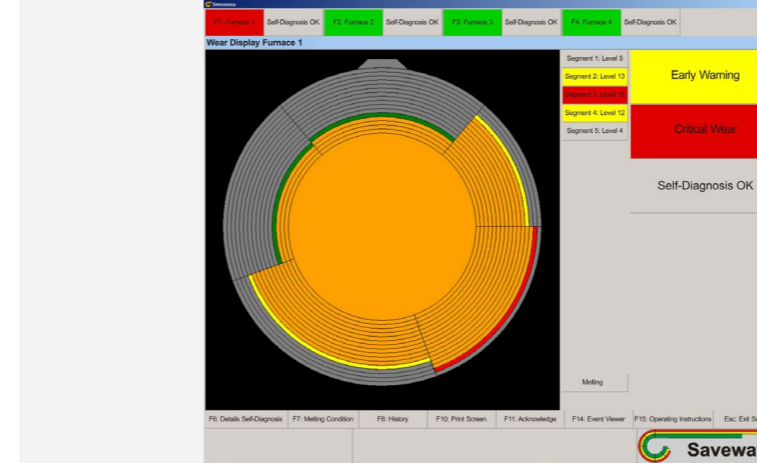 Saveway
F1: Furnace 1 Self-Diagnosis OK F2: Furnace 2 Self-Diagnosis OK F3: Furnace 3 Self-Diagnosis OK F4: Furnace 4 Self-Diagnosis OK
Wear Display Furnace 1
Segment 1: Level 5
Segment 2: Level 13
Segment 4: Level 12
Segment 5: Level 4
Early Warning
Critical Wear
Self-Diagnosis OK
Melting
F6: Details Self-Diagnosis F7: Melting Condition F8: History F10: Print Screen F11: Acknowledge F14: Event Viewer F15: Operating Instructions Esc: Exit S
Savewa